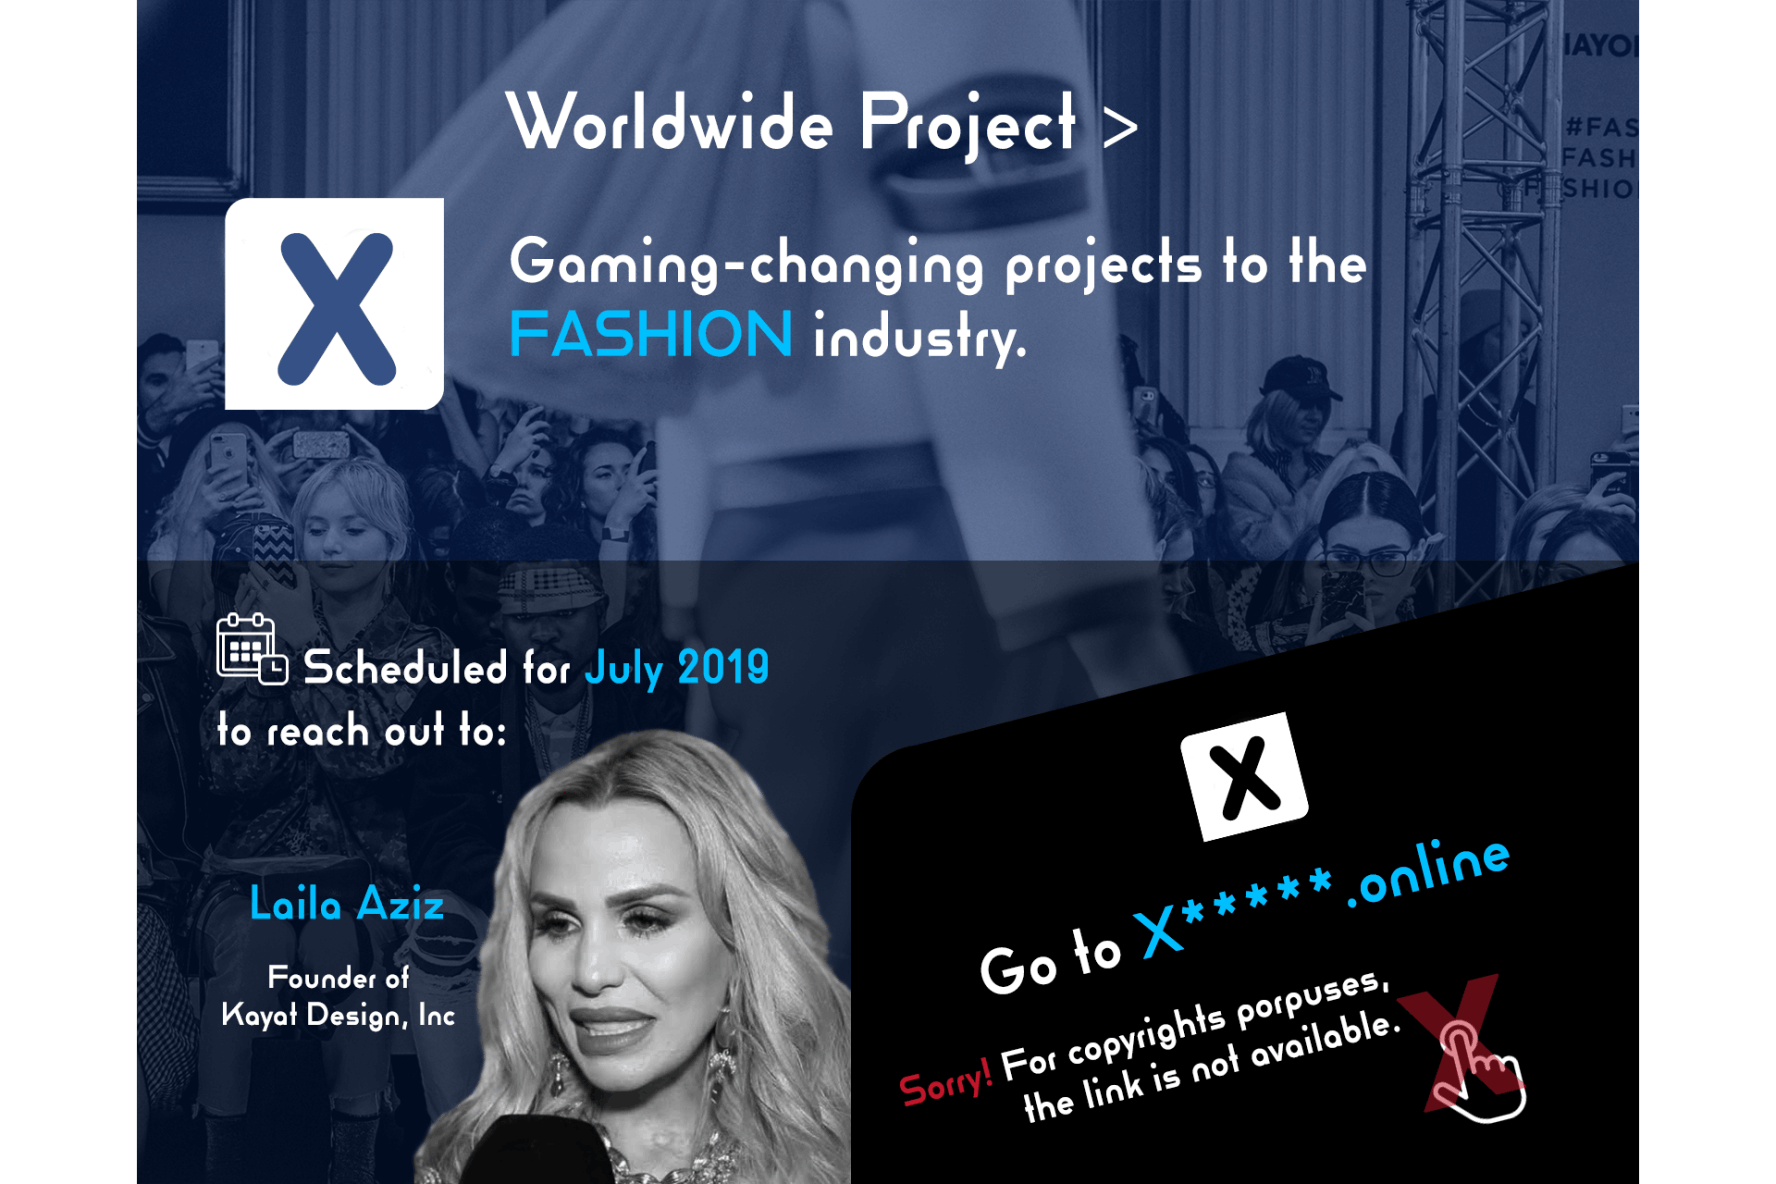 Worldwide Project >
X
Gaming-changing projects to the
FASHION industry.
#FAS
FASH
Scheduled for July 2019
to reach out to:
Laila Aziz
Founder of
Kayat Design, Inc
X
Go to X***** .online
Sorry! For copyrights porpuses,
the link is not available.